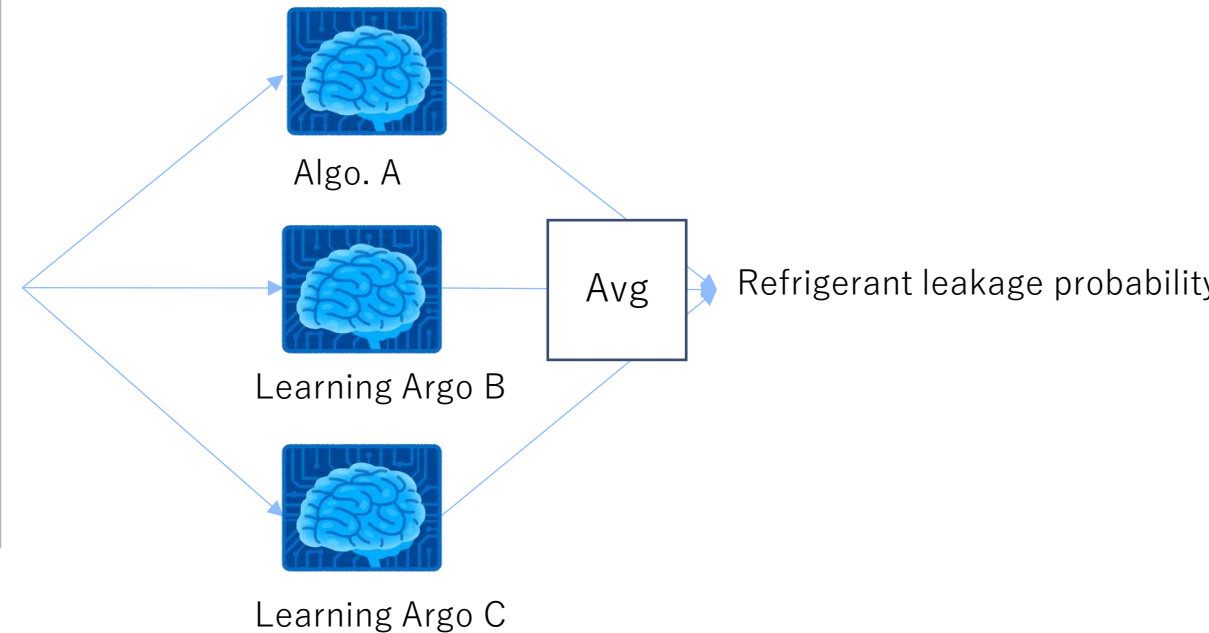 Algo. A
Avg
Refrigerant leakage probability
Learning Argo B
Learning Argo C